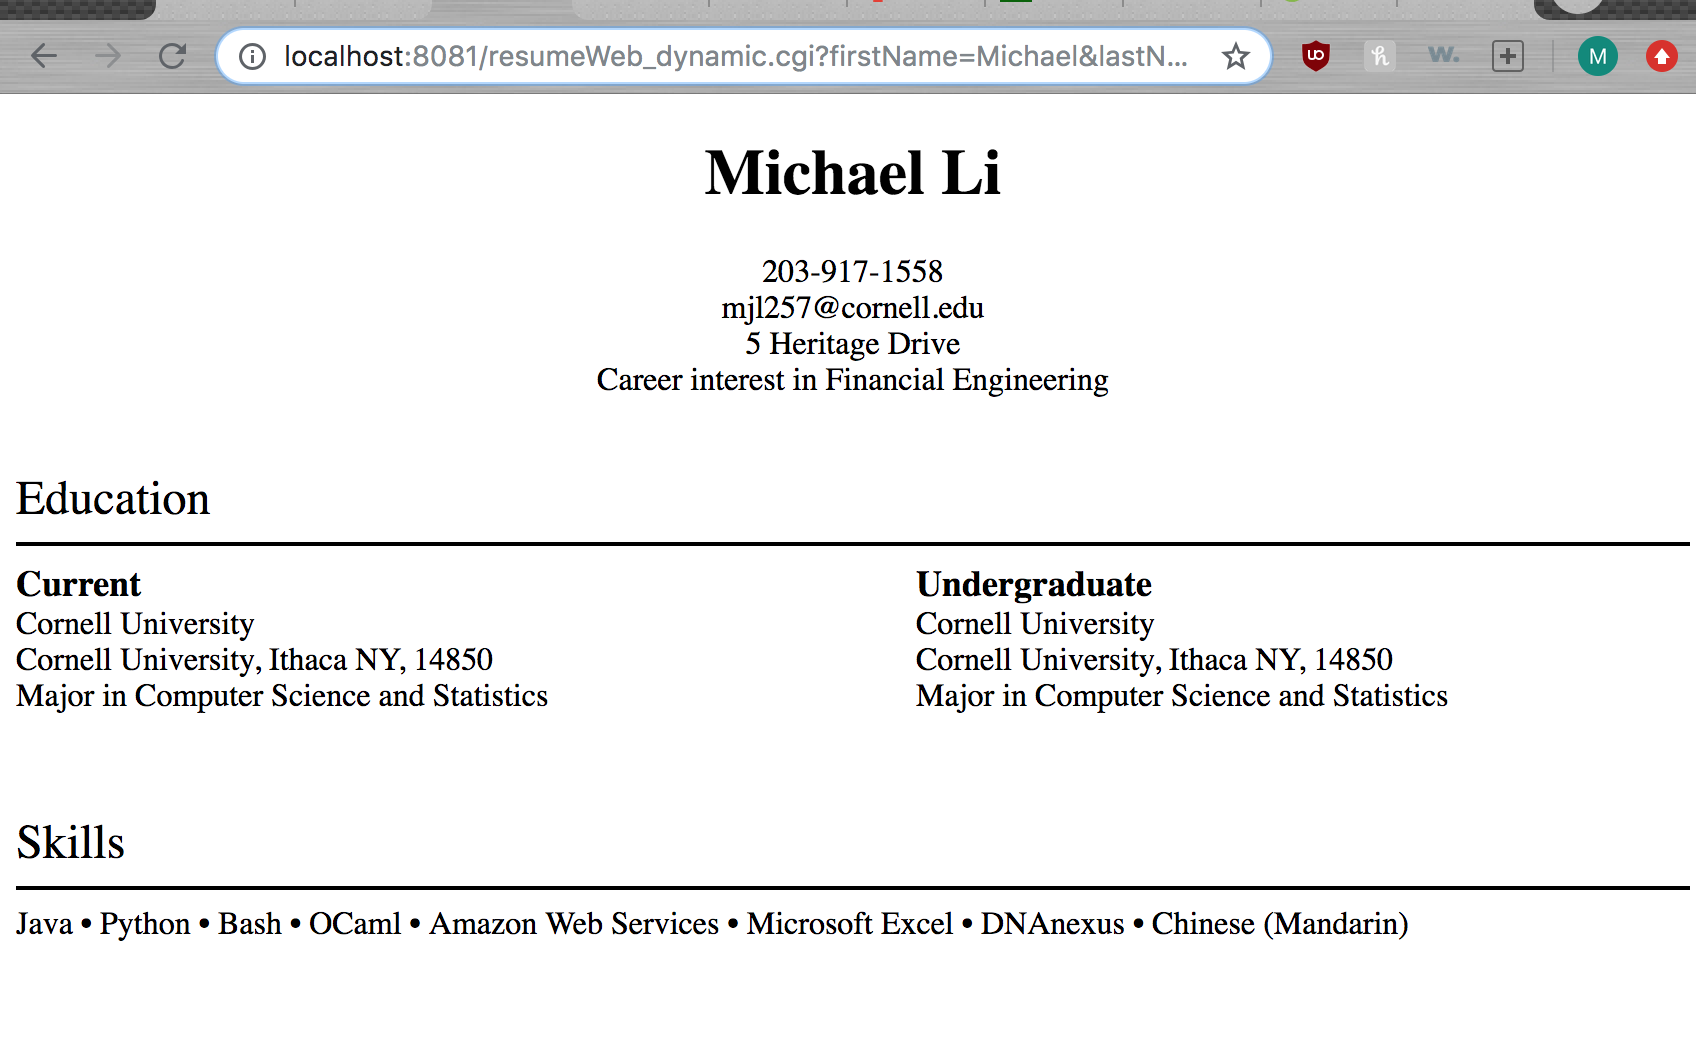 localhost:8081/resumeWeb_dynamic.cgi?firstName=Michael&lastN...
h
w.
M
Michael Li
203-917-1558
mjl257@cornell.edu
5 Heritage Drive
Career interest in Financial Engineering
Education
Current
Undergraduate
Cornell University
Cornell University
Cornell University, Ithaca NY, 14850
Cornell University, Ithaca NY, 14850
Major in Computer Science and Statistics
Major in Computer Science and Statistics
Skills
Java • Python • Bash • OCaml • Amazon Web Services • Microsoft Excel • DNAnexus • Chinese (Mandarin)